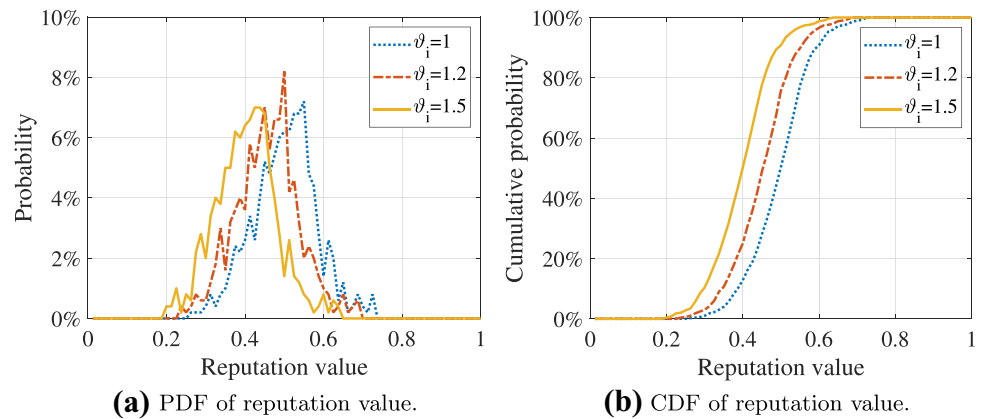 10%
8%
6%
4%
2%
0%
Probability
0
0.2
0.4
0.6
0.8
1
Reputation value
ϑi=1
ϑi=1.2
ϑi=1.5
(a) PDF of reputation value.
100%
80%
60%
40%
20%
0%
Cumulative probability
0
0.2
0.4
0.6
0.8
1
Reputation value
ϑi=1
ϑi=1.2
ϑi=1.5
(b) CDF of reputation value.